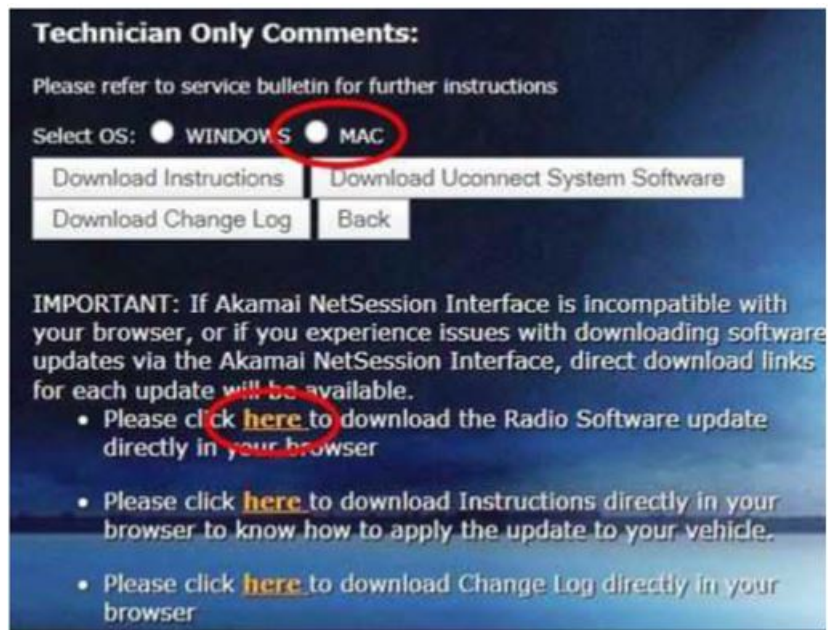 Technician Only Comments:
Please refer to service bulletin for further instructions
Select OS: WINDOWS MAC
Download Instructions Download Uconnect System Software
Download Change Log Back
IMPORTANT: If Akamai NetSession Interface is incompatible with
your browser, or if you experience issues with downloading software
updates via the Akamai NetSession Interface, direct download links
for each update will be available.
• Please click here to download the Radio Software update
directly in your browser
• Please click here to download Instructions directly in your
browser to know how to apply the update to your vehicle.
• Please click here to download Change Log directly in your
browser